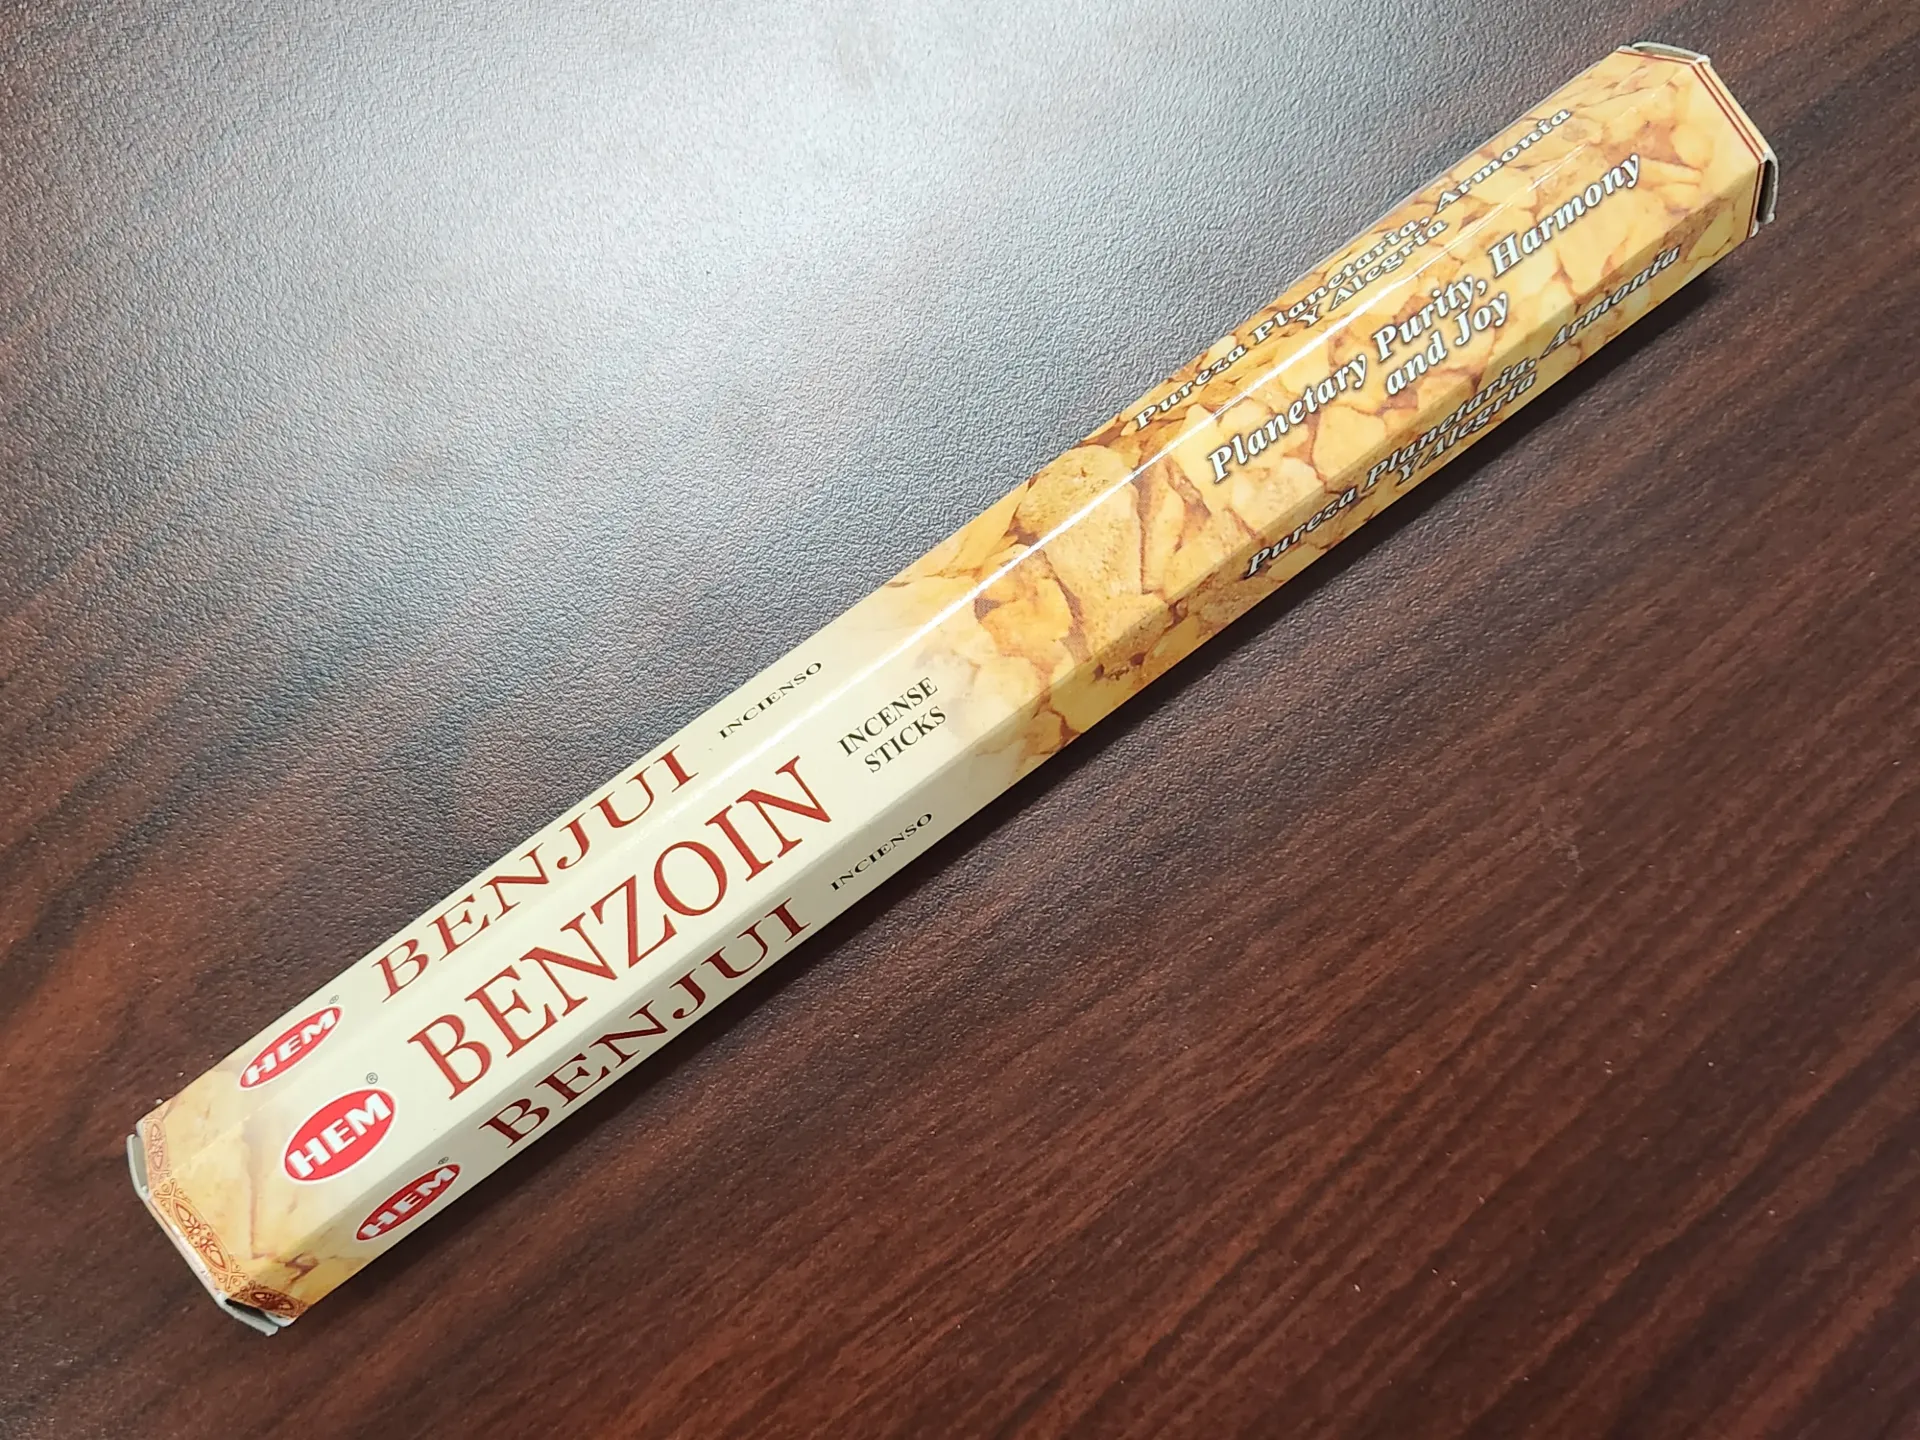 HEM®
BENJUI
INCIENSO
Pureza Planetaria, Armonia
Y Alegria
HEM®
BENZOIN
INCENSE
STICKS
Planetary Purity, Harmony
and Joy
HEM®
BENJUI
INCIENSO
Pureza Planetaria, Armonia
Y Alegria